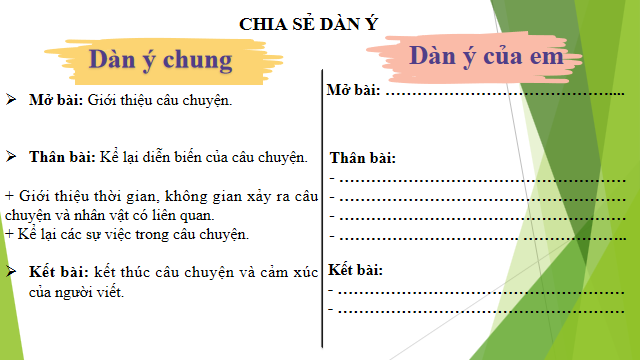 CHIA SẺ DÀN Ý
Dàn ý chung
➢ Mở bài: Giới thiệu câu chuyện.
➢ Thân bài: Kể lại diễn biến của câu chuyện.
+ Giới thiệu thời gian, không gian xảy ra câu
chuyện và nhân vật có liên quan.
+ Kể lại các sự việc trong câu chuyện.
➢ Kết bài: kết thúc câu chuyện và cảm xúc
của người viết.
Dàn ý của em
Mở bài: ……………………………………...
Thân bài:
- ………………………………………………
- ………………………………………………
- ………………………………………………
- ……………………………………………...
Kết bài:
- ………………………………………………
- ………………………………………………